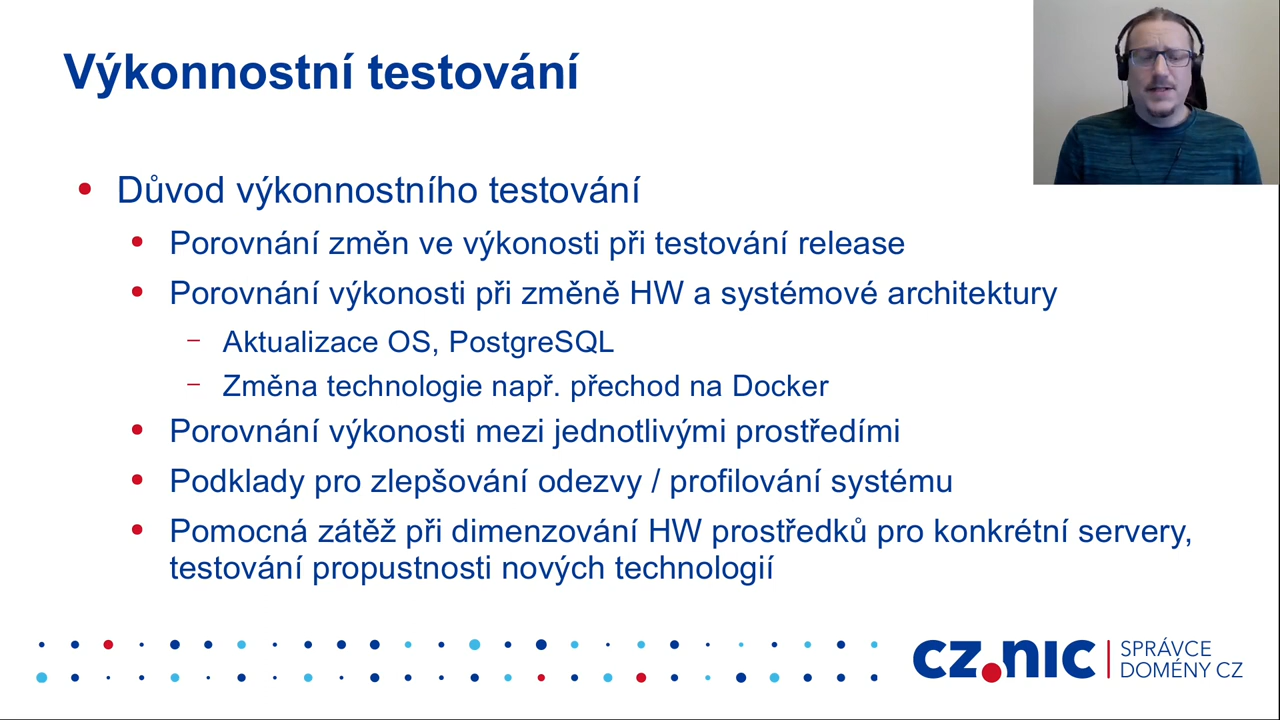 Výkonnostní testování
Důvod výkonnostního testování
Porovnání změn ve výkonosti při testování release
Porovnání výkonosti při změně HW a systémové architektury
Aktualizace OS, PostgreSQL
Změna technologie např. přechod na Docker
Porovnání výkonosti mezi jednotlivými prostředími
Podklady pro zlepšování odezvy / profilování systému
Pomocná zátěž při dimenzování HW prostředků pro konkrétní servery,
testování propustnosti nových technologií
cz.nic
SPRÁVCE
DOMÉNY CZ